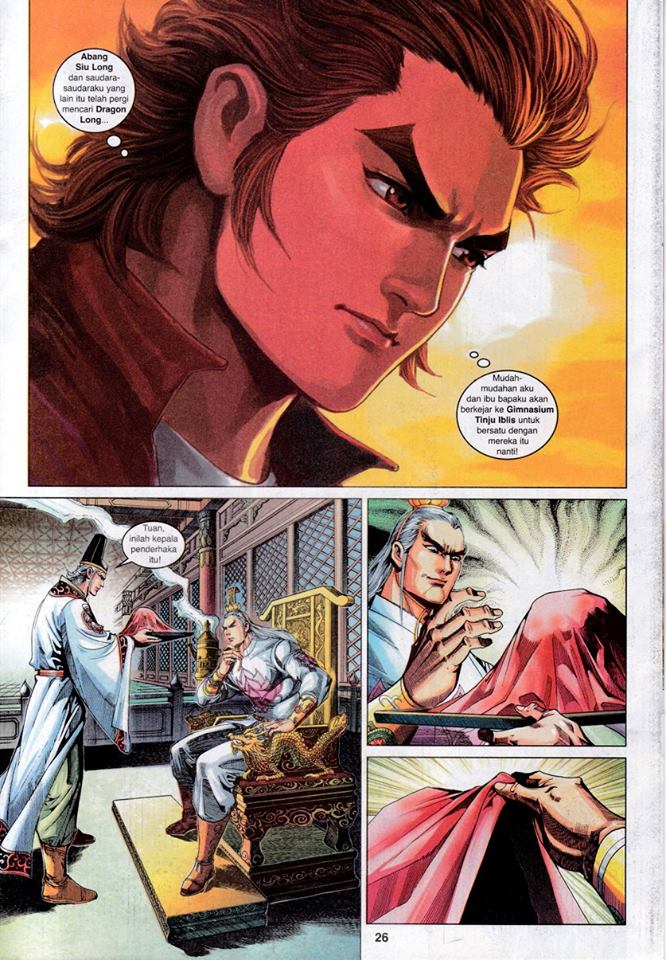 Abang
Siu Long
dan saudara-
saudaraku yang
lain itu telah pergi
mencari Dragon
Long...
Mudah-
mudahan aku
dan ibu bapaku akan
berkejar ke Gimnasium
Tinju Iblis untuk
bersatu dengan
mereka itu
nanti!
Tuan,
inilah kepala
penderhaka
itu!
26